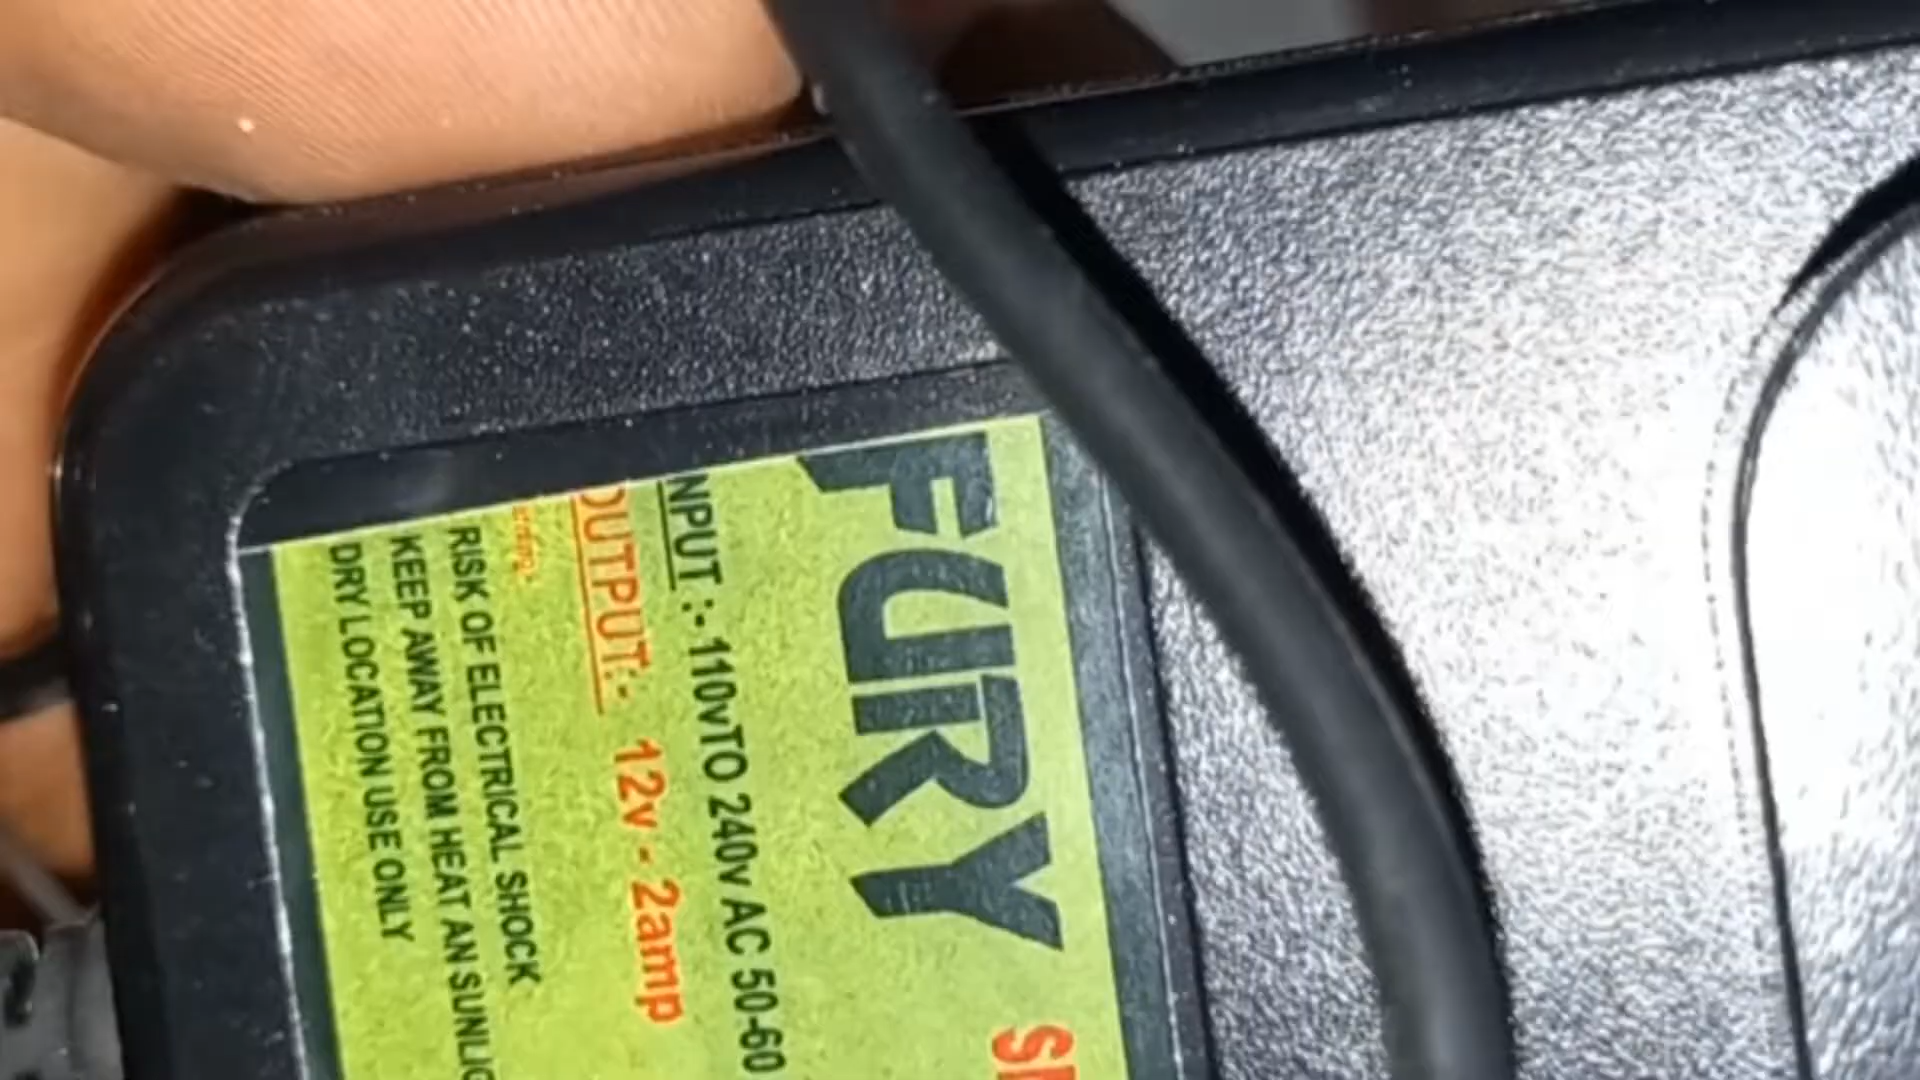 FURY
NPUT :- 110vTO 240v AC 50-60
OUTPUT:- 12v - 2amp
RISK OF ELECTRICAL SHOCK
KEEP AWAY FROM HEAT AN SUNLIG
DRY LOCATION USE ONLY